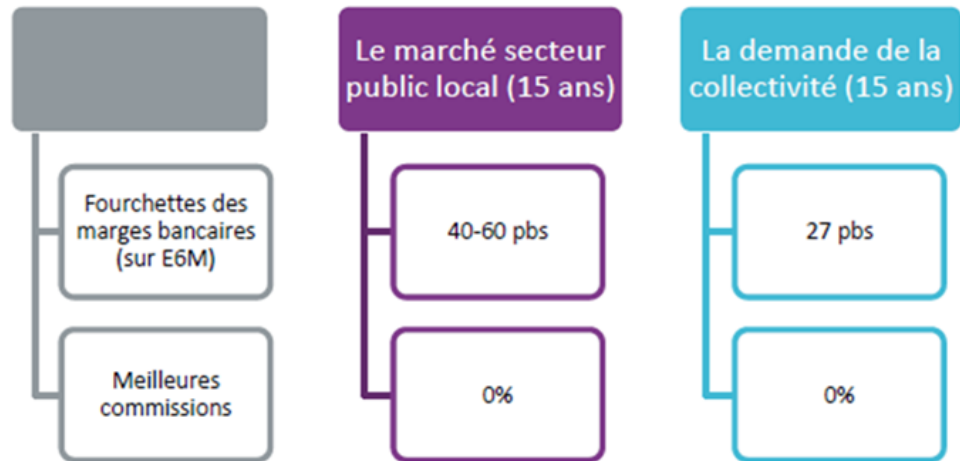 Le marché secteur
public local (15 ans)
La demande de la
collectivité (15 ans)
Fourchettes des
marges bancaires
(sur E6M)
40-60 pbs
27 pbs
Meilleures
commissions
0%
0%